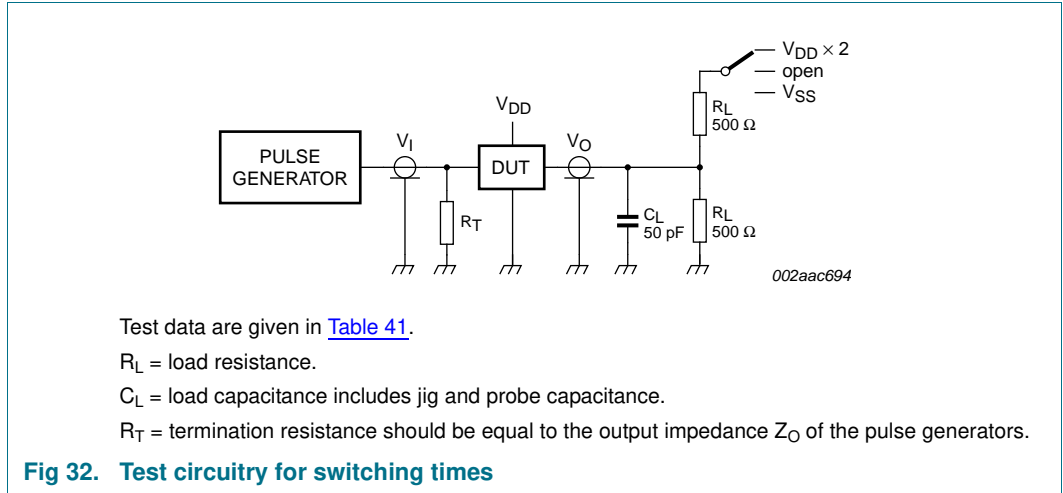 V_DD × 2
open
V_SS
R_L
500 Ω
V_DD
V_I
V_O
PULSE
GENERATOR
DUT
R_T
C_L
50 pF
R_L
500 Ω
002aac694
Test data are given in Table 41.
R_L = load resistance.
C_L = load capacitance includes jig and probe capacitance.
R_T = termination resistance should be equal to the output impedance Z_O of the pulse generators.
Fig 32. Test circuitry for switching times